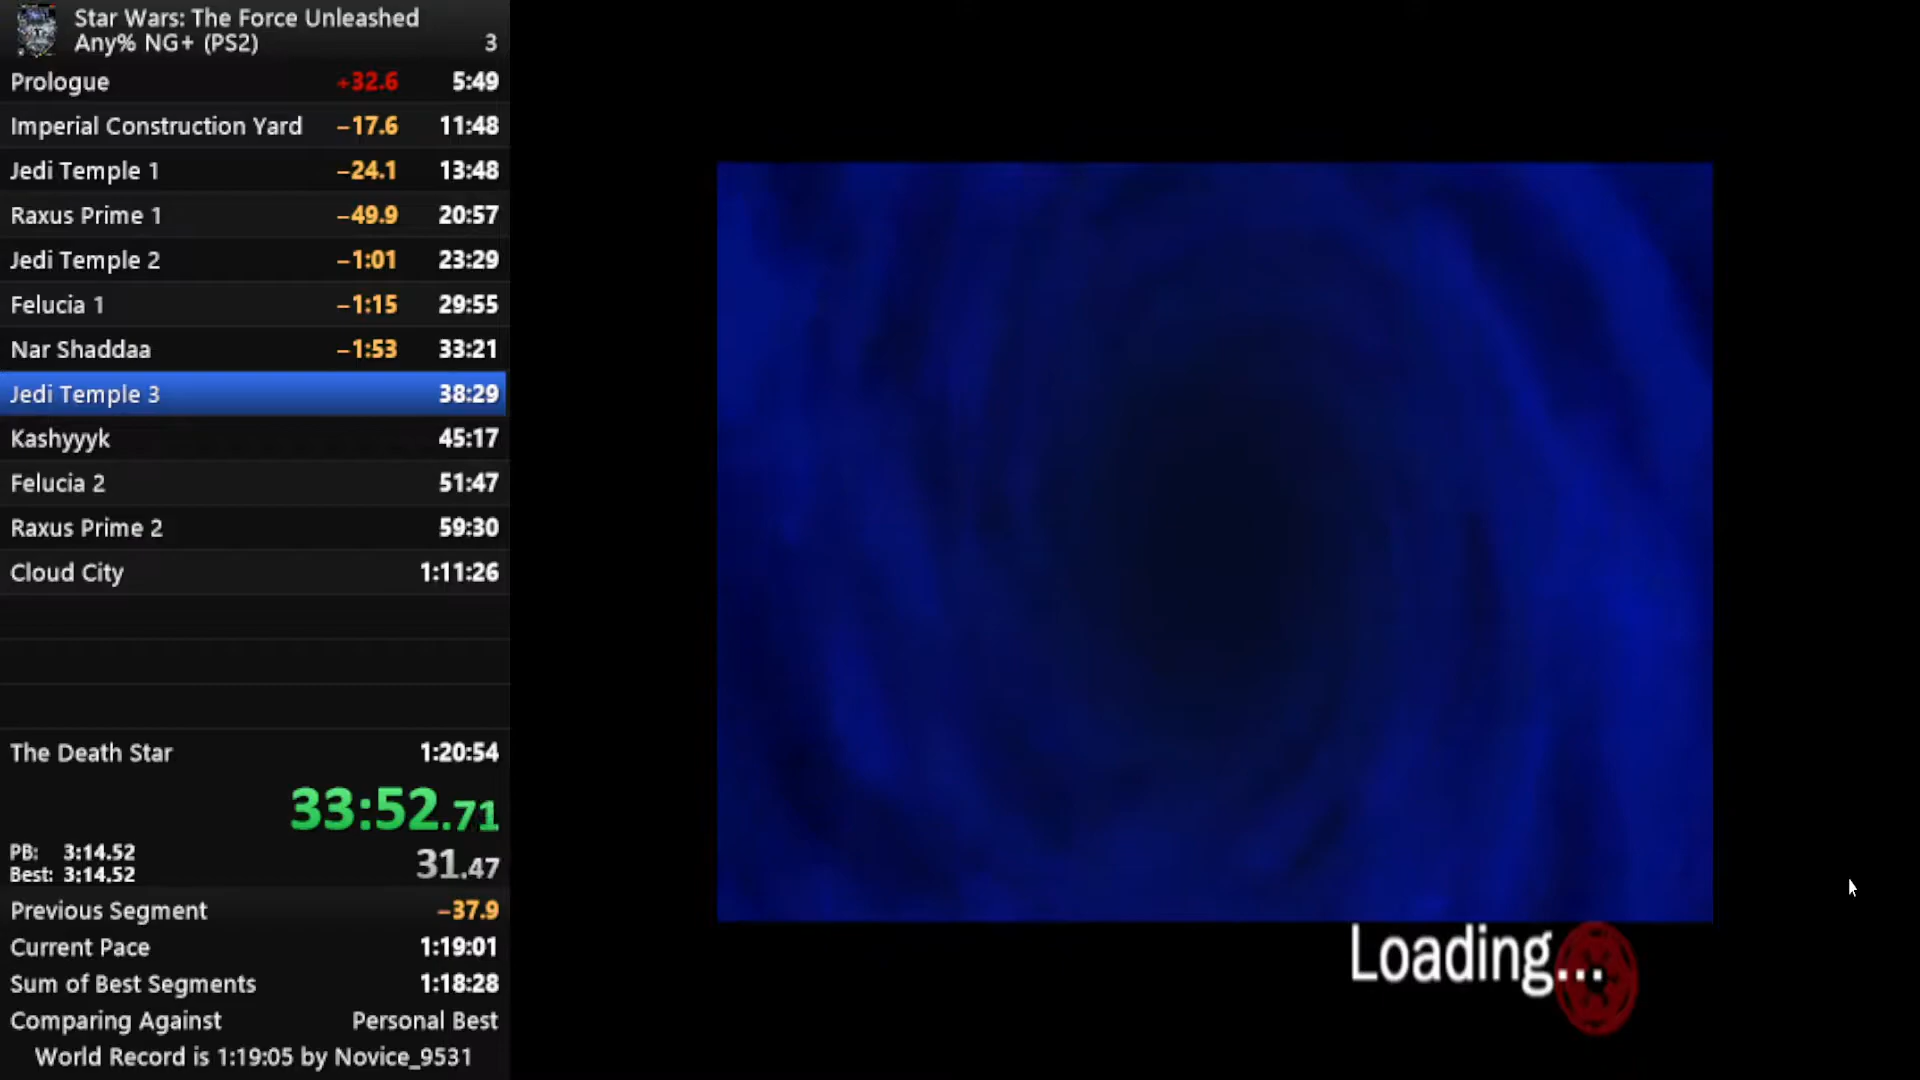 Star Wars: The Force Unleashed
Any% NG+ (PS2) 3
Prologue +32.6 5:49
Imperial Construction Yard −17.6 11:48
Jedi Temple 1 −24.1 13:48
Raxus Prime 1 −49.9 20:57
Jedi Temple 2 −1:01 23:29
Felucia 1 −1:15 29:55
Nar Shaddaa −1:53 33:21
Jedi Temple 3 38:29
Kashyyyk 45:17
Felucia 2 51:47
Raxus Prime 2 59:30
Cloud City 1:11:26
The Death Star 1:20:54
33:52.71
PB: 3:14.52
Best: 3:14.52
31.47
Previous Segment −37.9
Current Pace 1:19:01
Sum of Best Segments 1:18:28
Comparing Against Personal Best
World Record is 1:19:05 by Novice_9531
Loading...